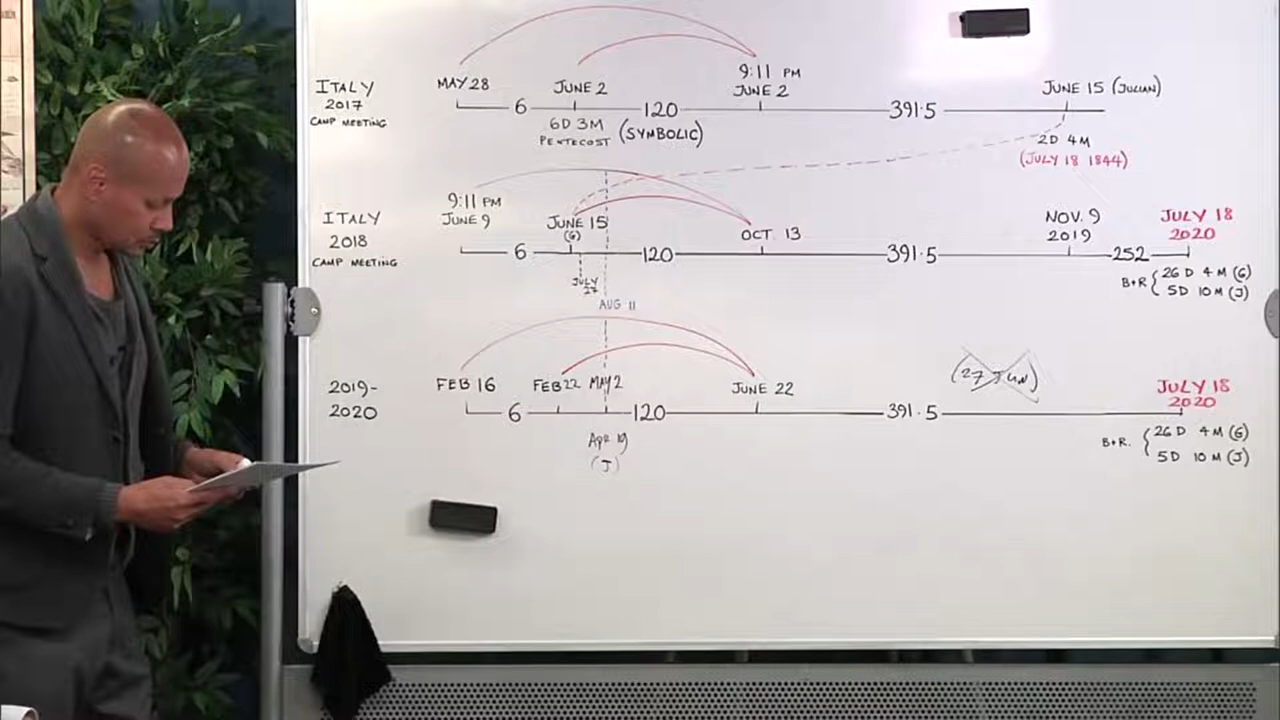 ITALY
2017
CAMP MEETING
MAY 28
6
JUNE 2
6D 3M
PENTECOST
120
(SYMBOLIC)
9:11 PM
JUNE 2
391.5
JUNE 15 (JULIAN)
2D 4M
(JULY 18 1844)
ITALY
2018
CAMP MEETING
9:11 PM
JUNE 9
6
JUNE 15
(G)
JULY
27
AUG 11
120
OCT. 13
391.5
NOV. 9
2019
252
JULY 18
2020
B+R { 26 D 4 M (G)
5D 10 M (J)
2019-
2020
FEB 16
6
FEB 22
MAY 2
APR 19
(J)
120
JUNE 22
391.5
(27 JUN)
JULY 18
2020
B+R. { 26 D 4 M (G)
5D 10 M (J)